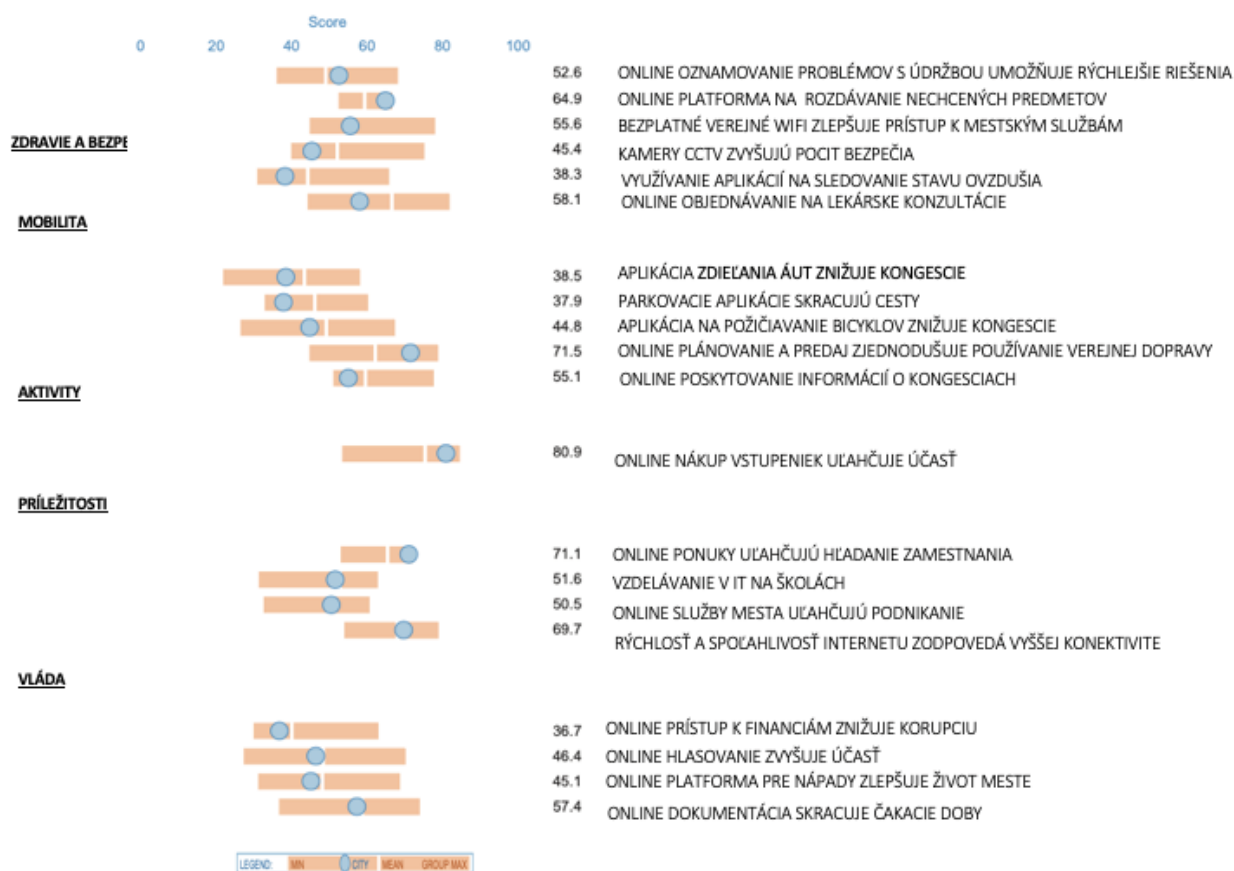 Score
0 20 40 60 80 100
52.6 ONLINE OZNAMOVANIE PROBLÉMOV S ÚDRŽBOU UMOŽŇUJE RÝCHLEJŠIE RIEŠENIA
64.9 ONLINE PLATFORMA NA ROZDÁVANIE NECHCENÝCH PREDMETOV
55.6 BEZPLATNÉ VEREJNÉ WIFI ZLEPŠUJE PRÍSTUP K MESTSKÝM SLUŽBÁM
ZDRAVIE A BEZPE
45.4 KAMERY CCTV ZVYŠUJÚ POCIT BEZPEČIA
38.3 VYUŽÍVANIE APLIKÁCIÍ NA SLEDOVANIE STAVU OVZDUŠIA
58.1 ONLINE OBJEDNÁVANIE NA LEKÁRSKE KONZULTÁCIE
MOBILITA
38.5 APLIKÁCIA ZDIEĽANIA ÁUT ZNIŽUJE KONGESCIE
37.9 PARKOVACIE APLIKÁCIE SKRACUJÚ CESTY
44.8 APLIKÁCIA NA POŽIČIAVANIE BICYKLOV ZNIŽUJE KONGESCIE
71.5 ONLINE PLÁNOVANIE A PREDAJ ZJEDNODUŠUJE POUŽÍVANIE VEREJNEJ DOPRAVY
55.1 ONLINE POSKYTOVANIE INFORMÁCIÍ O KONGESCIACH
AKTIVITY
80.9 ONLINE NÁKUP VSTUPENIEK UĽAHČUJE ÚČASŤ
PRÍLEŽITOSTI
71.1 ONLINE PONUKY UĽAHČUJÚ HĽADANIE ZAMESTNANIA
51.6 VZDELÁVANIE V IT NA ŠKOLÁCH
50.5 ONLINE SLUŽBY MESTA UĽAHČUJÚ PODNIKANIE
69.7 RÝCHLOSŤ A SPOĽAHLIVOSŤ INTERNETU ZODPOVEDÁ VYŠŠEJ KONEKTIVITE
VLÁDA
36.7 ONLINE PRÍSTUP K FINANCIÁM ZNIŽUJE KORUPCIU
46.4 ONLINE HLASOVANIE ZVYŠUJE ÚČASŤ
45.1 ONLINE PLATFORMA PRE NÁPADY ZLEPŠUJE ŽIVOT MESTE
57.4 ONLINE DOKUMENTÁCIA SKRACUJE ČAKACIE DOBY
LEGEND: MIN CITY MEAN GROUP MAX